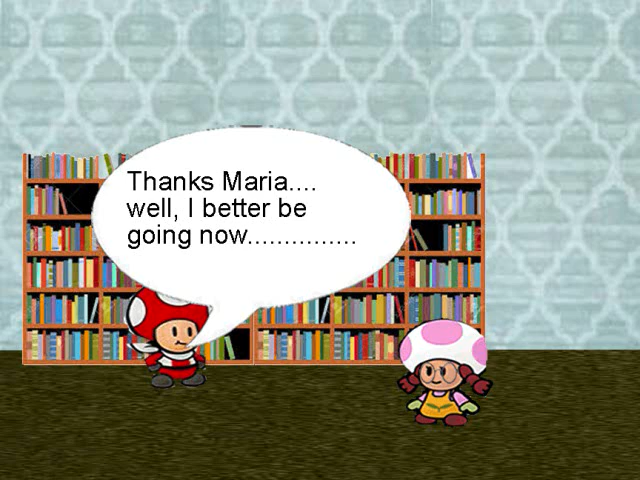 Thanks Maria....
well, I better be
going now...............